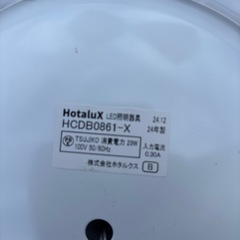 HotaluX LED照明器具 24.12
HCDB0861-X 24年製
TSUJIKO 消費電力 29W 入力電流
100V 50/60Hz 0.30A
株式会社ホタルクス B